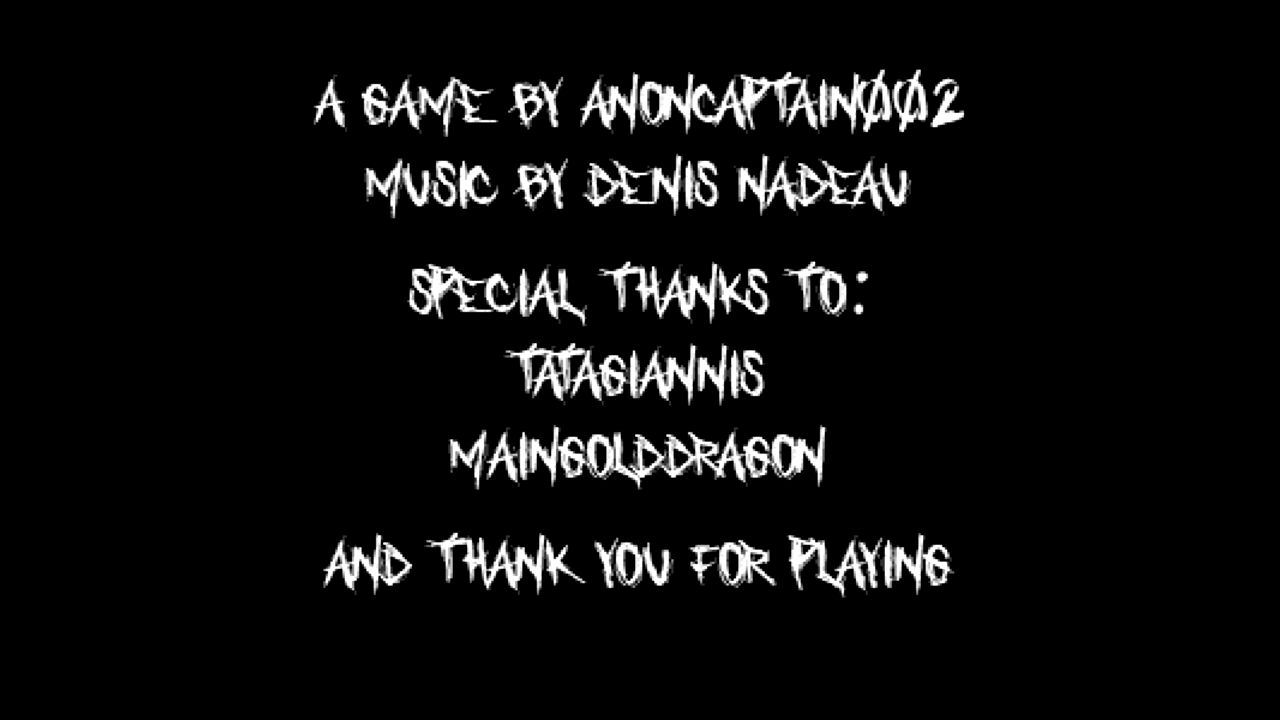 A GAME BY ANONCAPTAIN002
MUSIC BY DENIS NADEAU
SPECIAL THANKS TO:
TATAGIANNIS
MAINGOLDDRAGON
AND THANK YOU FOR PLAYING